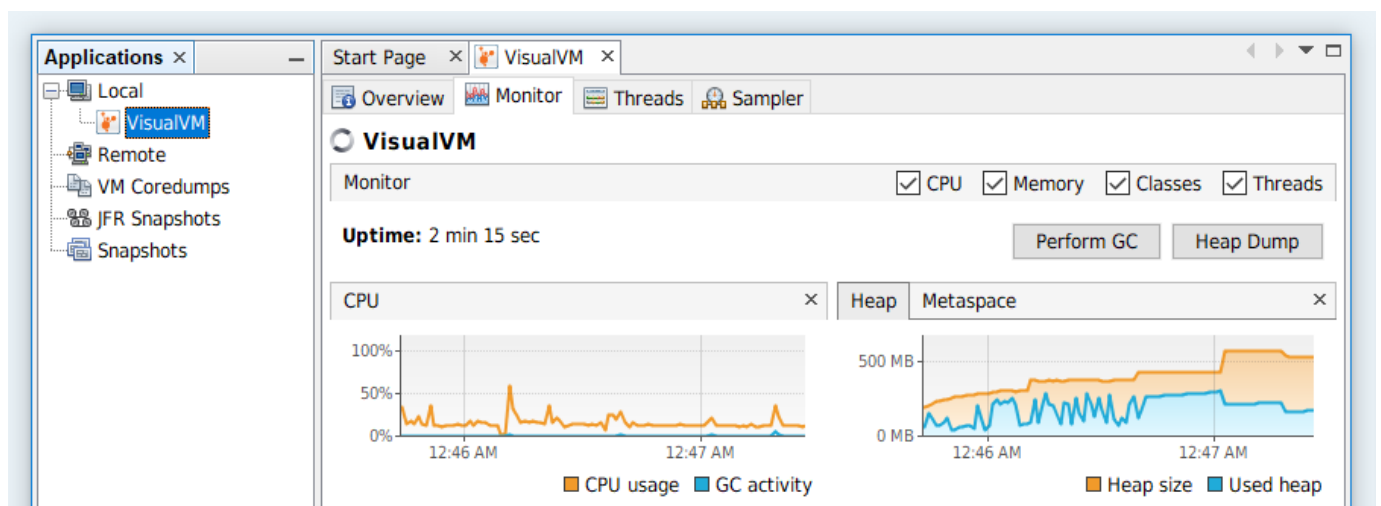 Applications
Local
VisualVM
Remote
VM Coredumps
JFR Snapshots
Snapshots
Start Page
VisualVM
Overview
Monitor
Threads
Sampler
VisualVM
Monitor
CPU
Memory
Classes
Threads
Uptime: 2 min 15 sec
Perform GC
Heap Dump
CPU
100%
50%
0%
12:46 AM
12:47 AM
CPU usage
GC activity
Heap
Metaspace
500 MB
0 MB
12:46 AM
12:47 AM
Heap size
Used heap